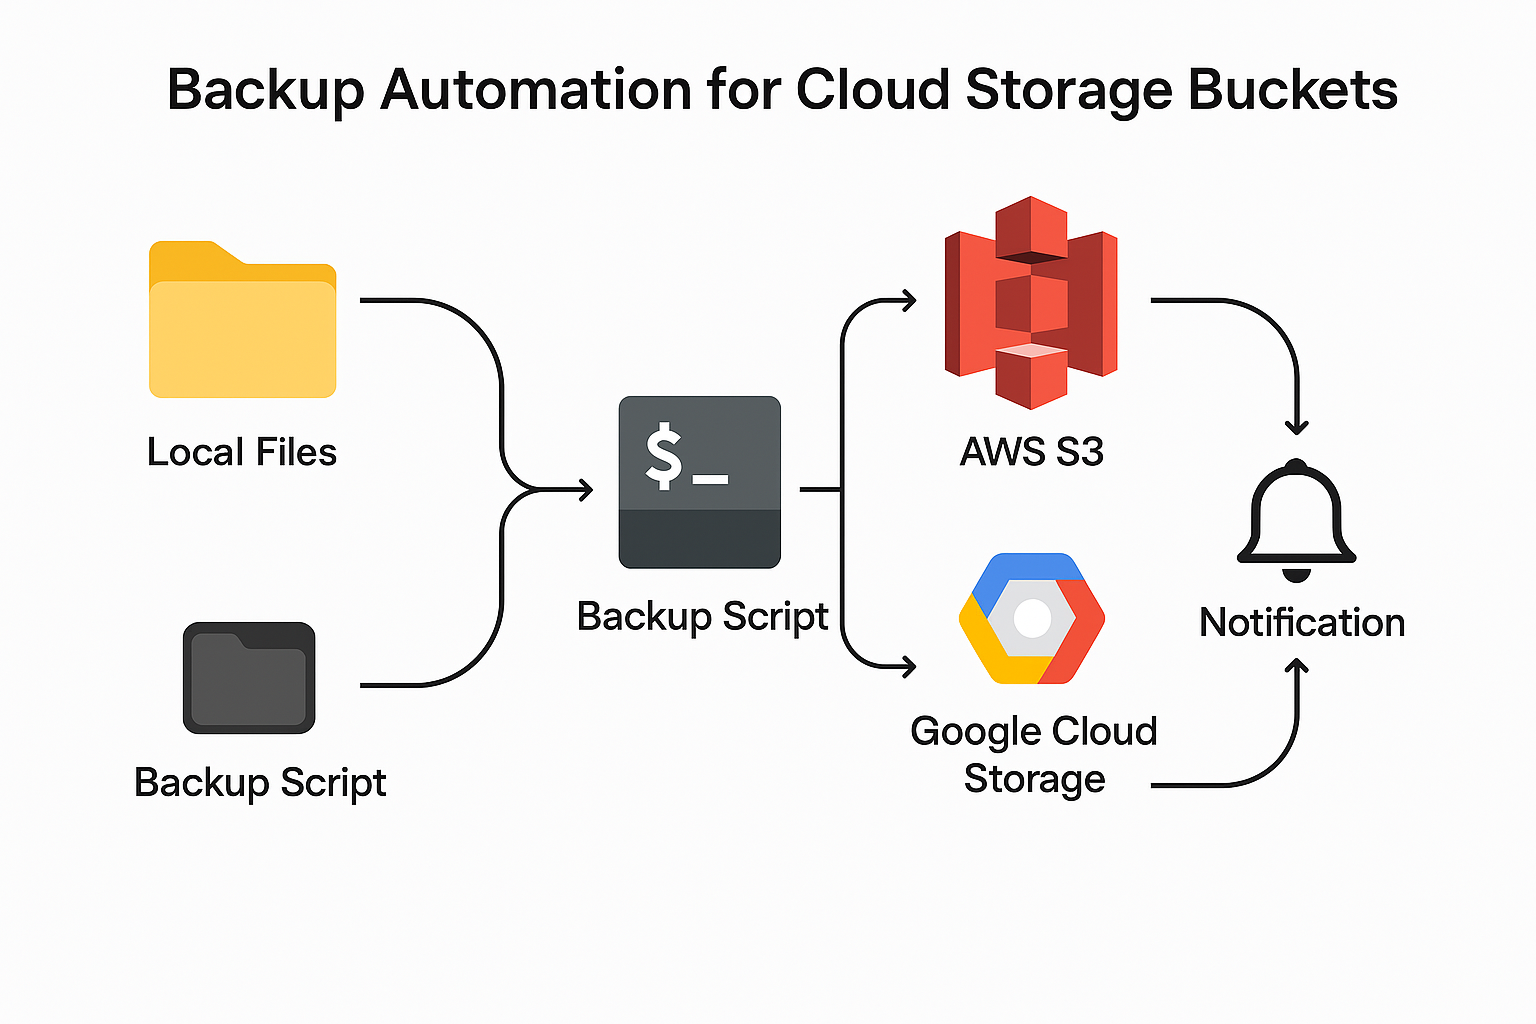 Backup Automation for Cloud Storage Buckets
Local Files
Backup Script
$_
Backup Script
AWS S3
Google Cloud
Storage
Notification